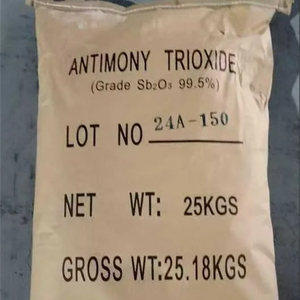 ANTIMONY TRIOXIDE
(Grade Sb₂O₃ 99.5%)
LOT NO 24A-150
NET WT: 25KGS
GROSS WT:25.18KGS